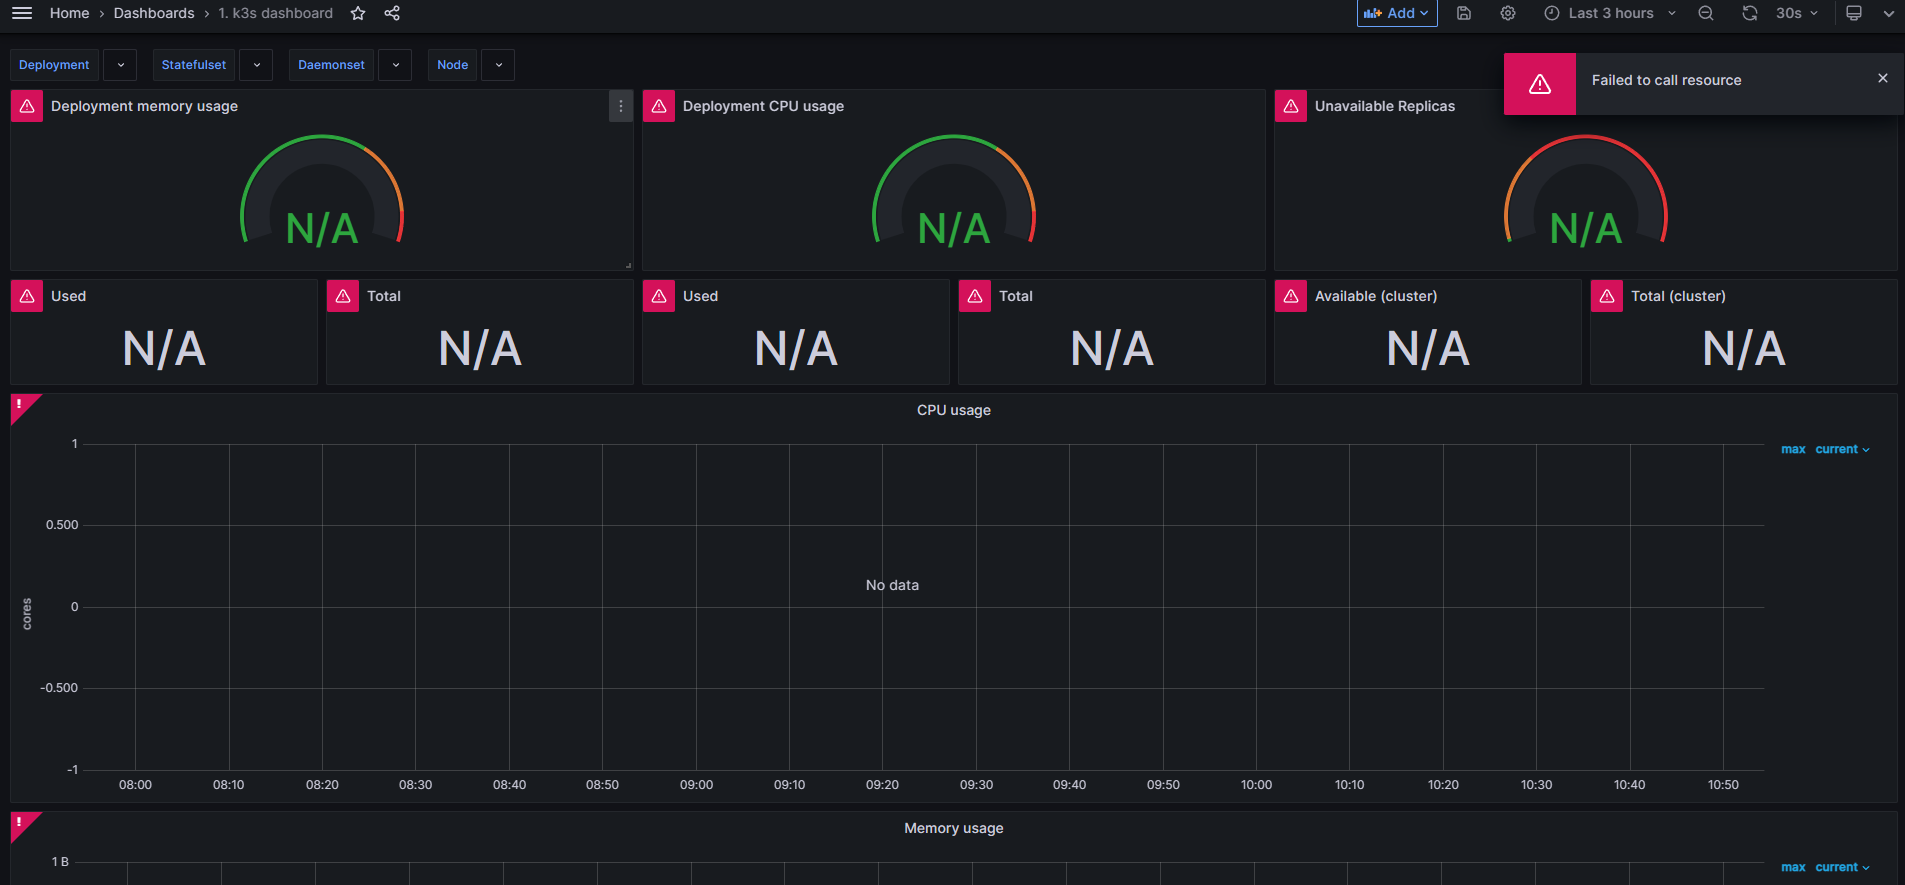 Home › Dashboards › 1. k3s dashboard
Add
Last 3 hours
30s
Deployment
Statefulset
Daemonset
Node
Failed to call resource
Deployment memory usage
N/A
Deployment CPU usage
N/A
Unavailable Replicas
N/A
Used
N/A
Total
N/A
Used
N/A
Total
N/A
Available (cluster)
N/A
Total (cluster)
N/A
!
CPU usage
max current
cores
1
0.500
0
-0.500
-1
No data
08:00 08:10 08:20 08:30 08:40 08:50 09:00 09:10 09:20 09:30 09:40 09:50 10:00 10:10 10:20 10:30 10:40 10:50
!
Memory usage
1 B
max current